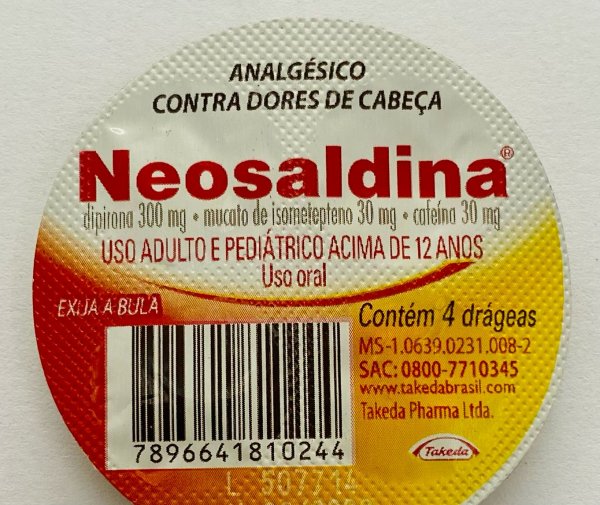 ANALGÉSICO
CONTRA DORES DE CABEÇA
Neosaldina®
dipirona 300 mg • mucato de isometepteno 30 mg • cafeína 30 mg
USO ADULTO E PEDIÁTRICO ACIMA DE 12 ANOS
Uso oral
EXIJA A BULA
Contém 4 drágeas
MS-1.0639.0231.008-2
SAC: 0800-7710345
www.takedabrasil.com
Takeda Pharma Ltda.
7896641810244
Takeda
L 507714